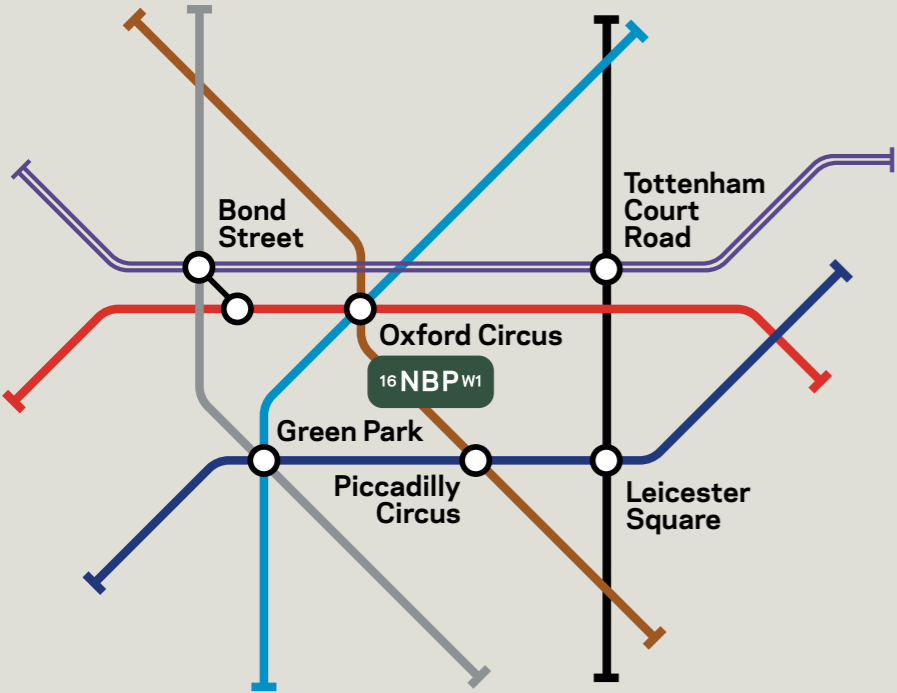 Bond
Street
Tottenham
Court
Road
Oxford Circus
16 NBP W1
Green Park
Piccadilly
Circus
Leicester
Square